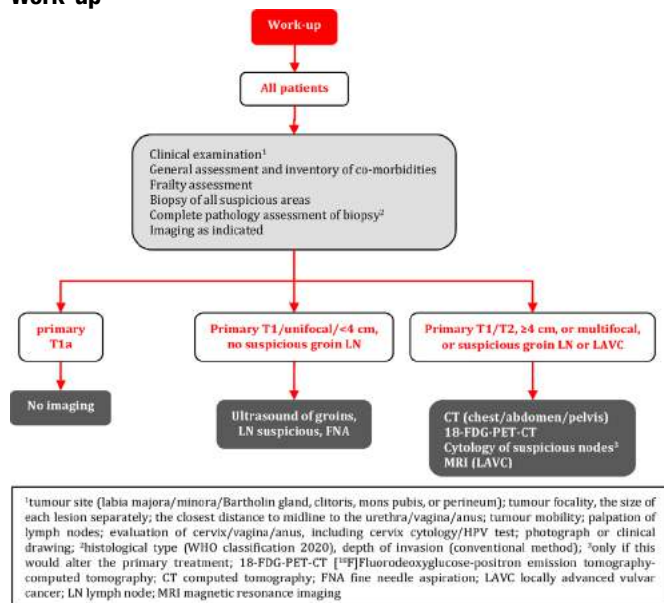 Work-up
Work-up
All patients
Clinical examination¹
General assessment and inventory of co-morbidities
Frailty assessment
Biopsy of all suspicious areas
Complete pathology assessment of biopsy²
Imaging as indicated
primary
T1a
Primary T1/unifocal/<4 cm,
no suspicious groin LN
Primary T1/T2, ≥4 cm, or multifocal,
or suspicious groin LN or LAVC
No imaging
Ultrasound of groins,
LN suspicious, FNA
CT (chest/abdomen/pelvis)
18-FDG-PET-CT
Cytology of suspicious nodes³
MRI (LAVC)
¹tumour site (labia majora/minora/Bartholin gland, clitoris, mons pubis, or perineum); tumour focality, the size of
each lesion separately; the closest distance to midline to the urethra/vagina/anus; tumour mobility; palpation of
lymph nodes; evaluation of cervix/vagina/anus, including cervix cytology/HPV test; photograph or clinical
drawing; ²histological type (WHO classification 2020), depth of invasion (conventional method); ³only if this
would alter the primary treatment; 18-FDG-PET-CT [¹⁸F]Fluorodeoxyglucose-positron emission tomography-
computed tomography; CT computed tomography; FNA fine needle aspiration; LAVC locally advanced vulvar
cancer; LN lymph node; MRI magnetic resonance imaging